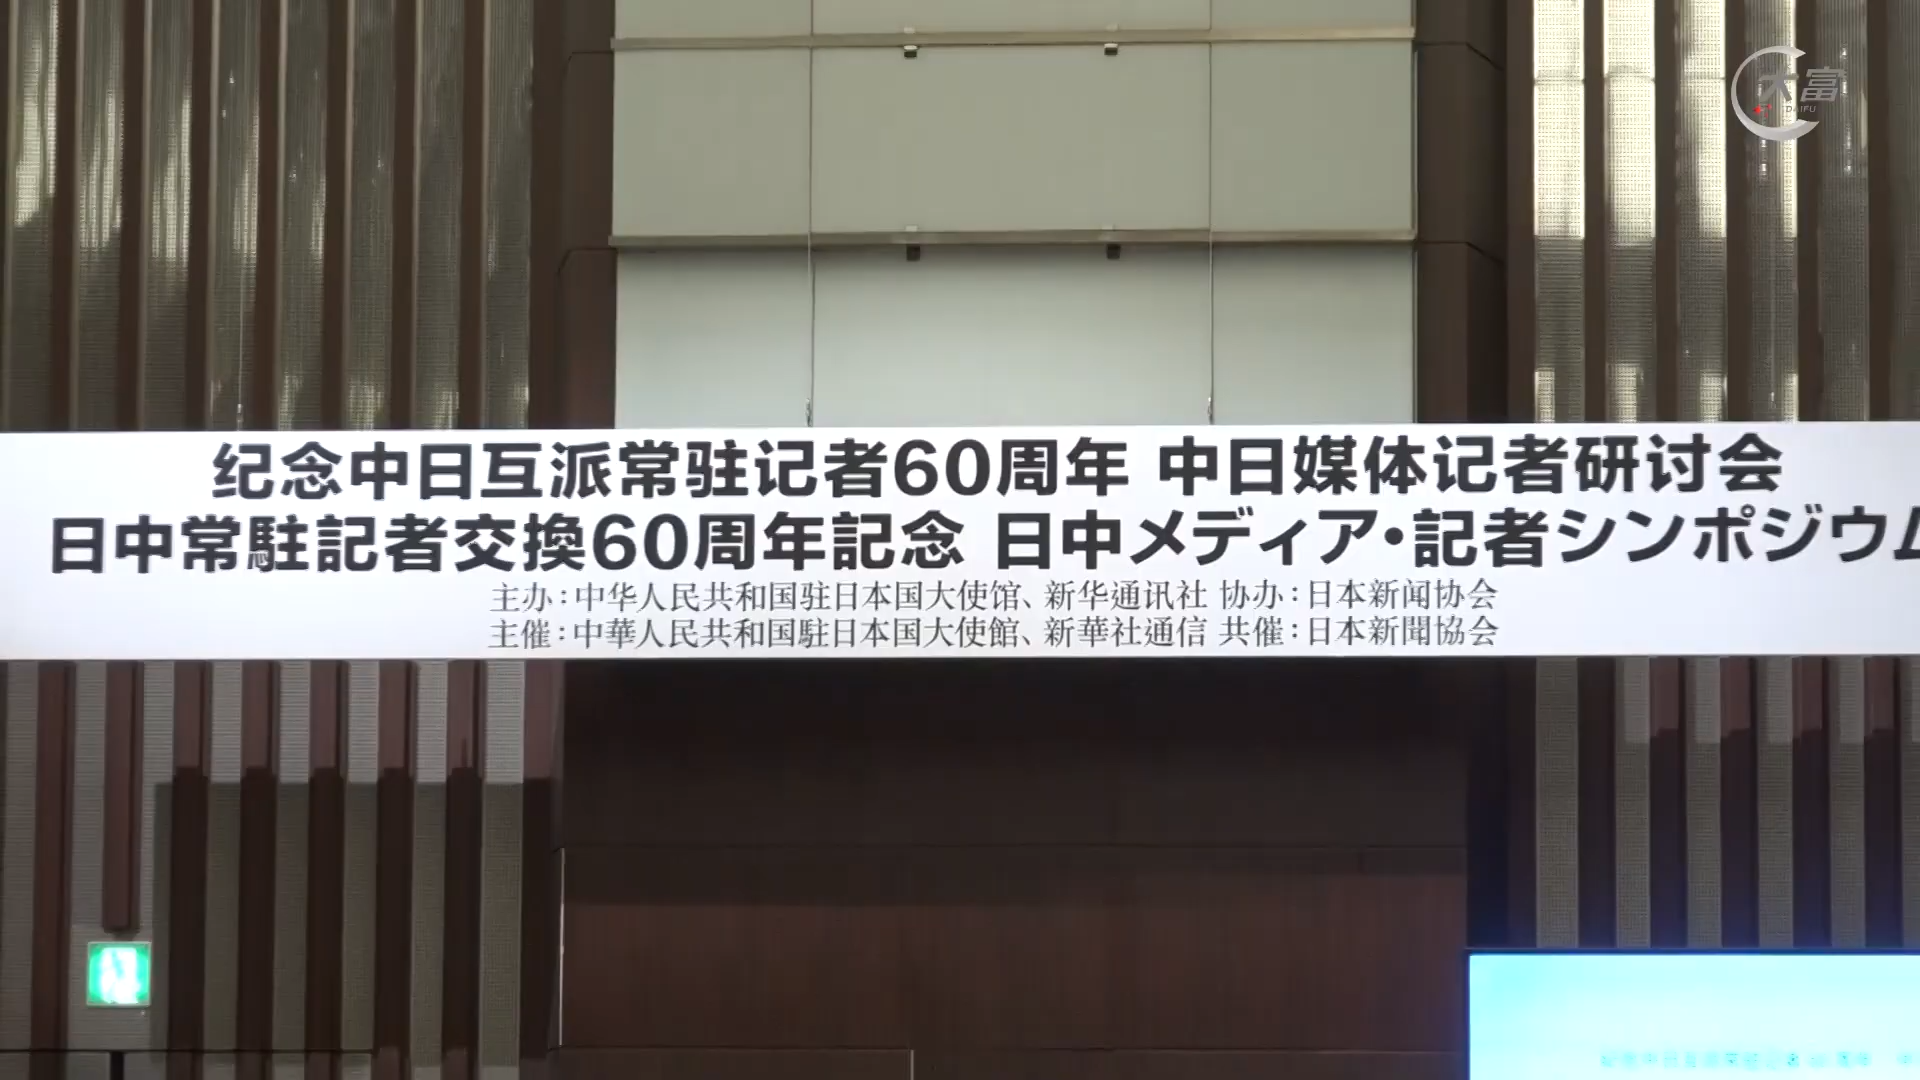 大富
DAIFU
纪念中日互派常驻记者60周年 中日媒体记者研讨会
日中常駐記者交換60周年記念 日中メディア・記者シンポジウム
主办：中华人民共和国驻日本国大使馆、新华通讯社 协办：日本新闻协会
主催：中華人民共和国駐日本国大使館、新華社通信 共催：日本新聞協会